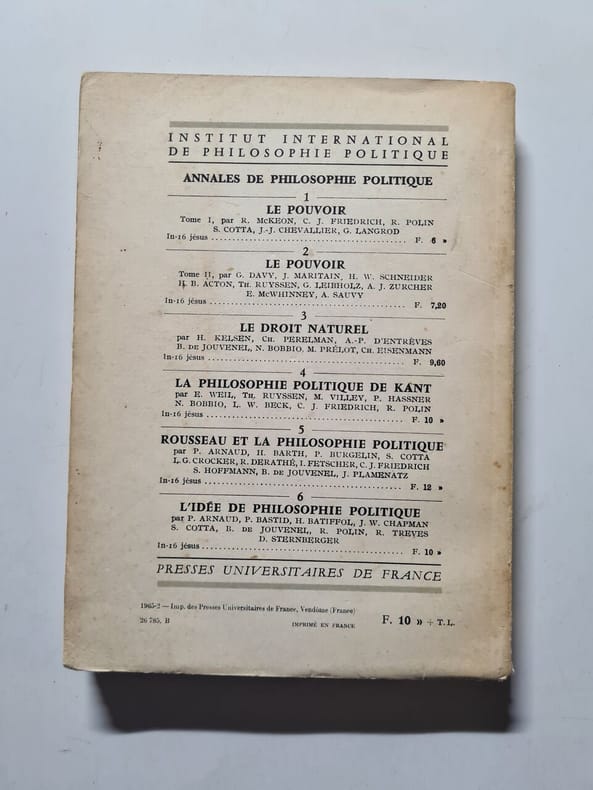 INSTITUT INTERNATIONAL
DE PHILOSOPHIE POLITIQUE
ANNALES DE PHILOSOPHIE POLITIQUE
1
LE POUVOIR
Tome I, par R. McKEON, C. J. FRIEDRICH, R. POLIN
S. COTTA, J.-J. CHEVALLIER, G. LANGROD
In-16 jésus .......... F. 6 »
2
LE POUVOIR
Tome II, par G. DAVY, J. MARITAIN, H. W. SCHNEIDER
H. B. ACTON, TH. RUYSSEN, G. LEIBHOLZ, A. J. ZURCHER
E. McWHINNEY, A. SAUVY
In-16 jésus .......... F. 7,20
3
LE DROIT NATUREL
par H. KELSEN, CH. PERELMAN, A.-P. D'ENTRÈVES
B. DE JOUVENEL, N. BOBBIO, M. PRÉLOT, CH. EISENMANN
In-16 jésus .......... F. 9,60
4
LA PHILOSOPHIE POLITIQUE DE KANT
par E. WEIL, TH. RUYSSEN, M. VILLEY, P. HASSNER
N. BOBBIO, L. W. BECK, C. J. FRIEDRICH, R. POLIN
In-16 jésus .......... F. 10 »
5
ROUSSEAU ET LA PHILOSOPHIE POLITIQUE
par P. ARNAUD, H. BARTH, P. BURGELIN, S. COTTA
L. G. CROCKER, R. DERATHÉ, I. FETSCHER, C. J. FRIEDRICH
S. HOFFMANN, B. DE JOUVENEL, J. PLAMENATZ
In-16 jésus .......... F. 12 »
6
L'IDÉE DE PHILOSOPHIE POLITIQUE
par P. ARNAUD, P. BASTID, H. BATIFFOL, J. W. CHAPMAN
S. COTTA, B. DE JOUVENEL, R. POLIN, R. TREVES
D. STERNBERGER
In-16 jésus .......... F. 10 »
PRESSES UNIVERSITAIRES DE FRANCE
1965-2 — Imp. des Presses Universitaires de France, Vendôme (France)
26 785, B IMPRIMÉ EN FRANCE F. 10 » + T. L.